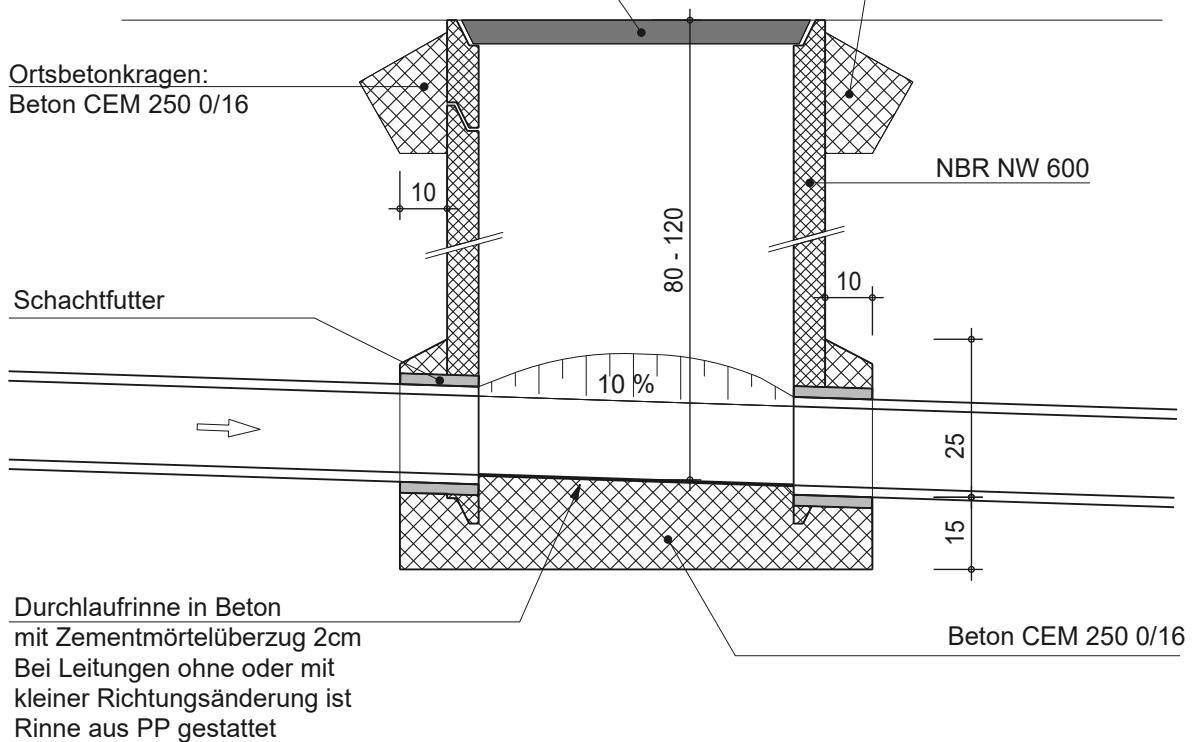 Ortsbetonkragen:
Beton CEM 250 0/16
NBR NW 600
10
80 - 120
10
Schachtfutter
10 %
25
15
Durchlaufrinne in Beton
mit Zementmörtelüberzug 2cm
Bei Leitungen ohne oder mit
kleiner Richtungsänderung ist
Rinne aus PP gestattet
Beton CEM 250 0/16